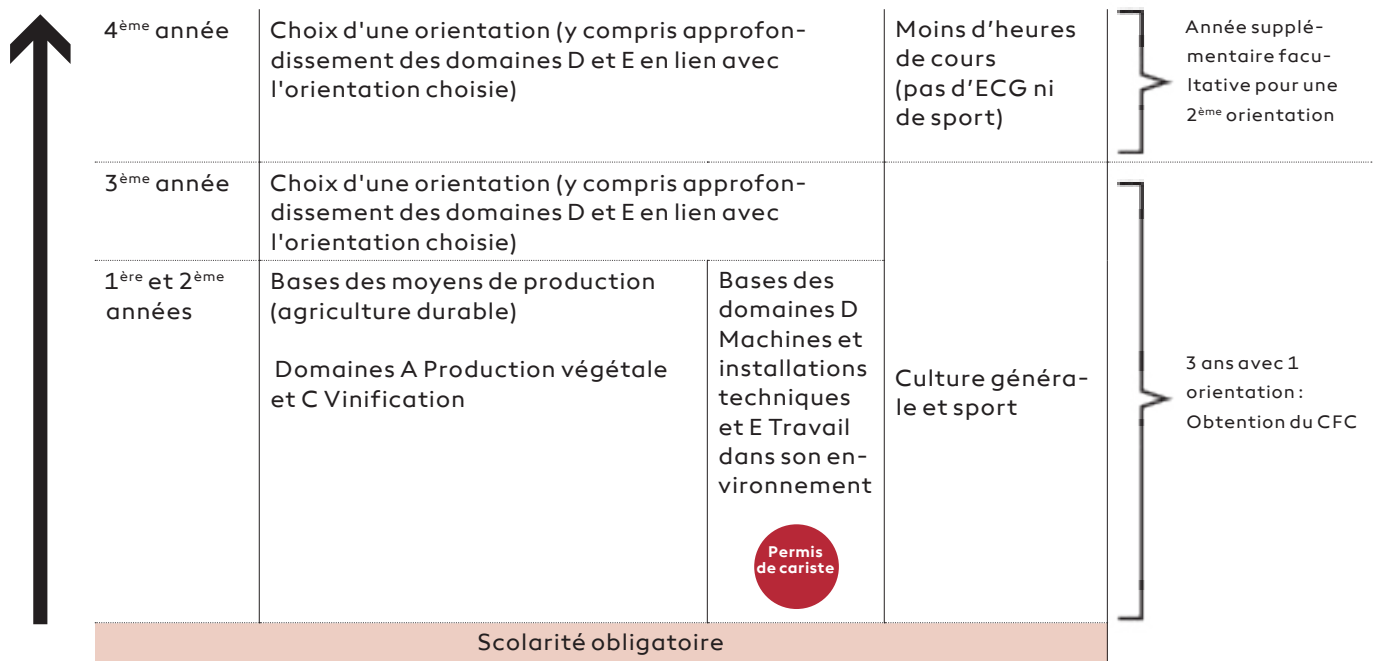 4ème année
Choix d'une orientation (y compris approfon-
dissement des domaines D et E en lien avec
l'orientation choisie)
Moins d'heures
de cours
(pas d'ECG ni
de sport)
Année supplé-
mentaire facu-
ltative pour une
2ème orientation
3ème année
Choix d'une orientation (y compris approfon-
dissement des domaines D et E en lien avec
l'orientation choisie)
1ère et 2ème
années
Bases des moyens de production
(agriculture durable)
Domaines A Production végétale
et C Vinification
Bases des
domaines D
Machines et
installations
techniques
et E Travail
dans son en-
vironnement
Permis
de cariste
Culture généra-
le et sport
3 ans avec 1
orientation :
Obtention du CFC
Scolarité obligatoire